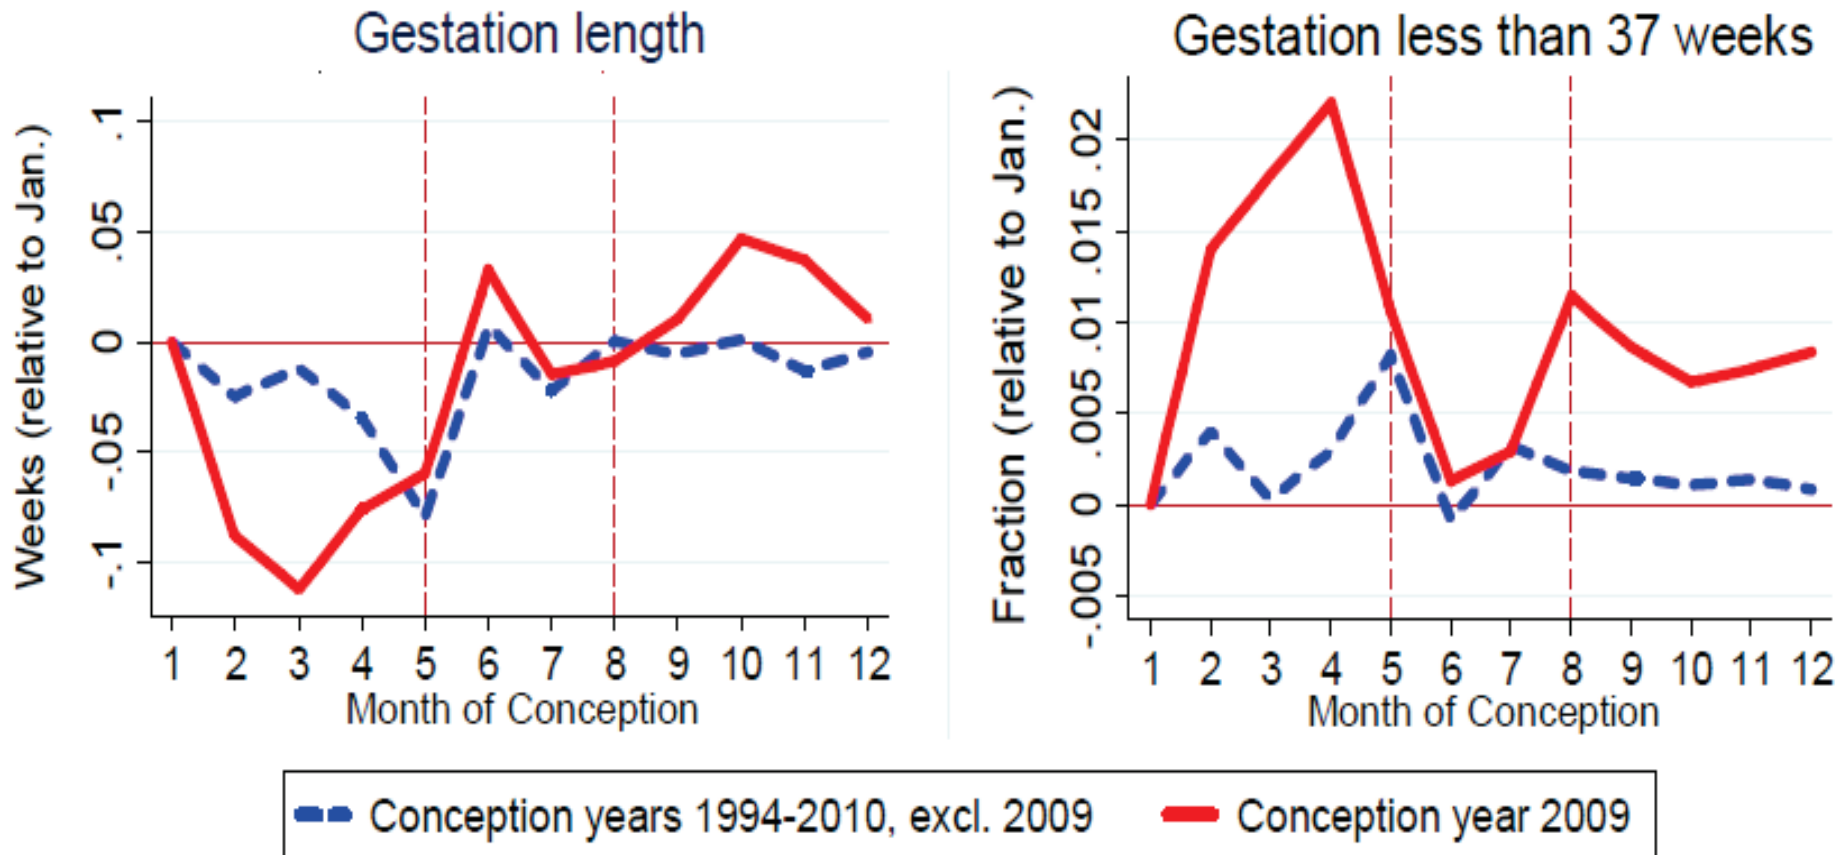 Gestation length
Weeks (relative to Jan.)
.1
.05
0
-.05
-.1
1 2 3 4 5 6 7 8 9 10 11 12
Month of Conception
Gestation less than 37 weeks
Fraction (relative to Jan.)
.02
.015
.01
.005
0
-.005
1 2 3 4 5 6 7 8 9 10 11 12
Month of Conception
Conception years 1994-2010, excl. 2009
Conception year 2009